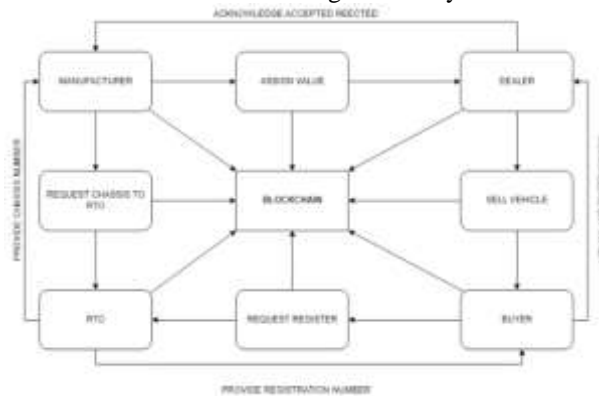 ACKNOWLEDGE ACCEPTED REJECTED
MANUFACTURER
ASSIGN VALUE
DEALER
PROVIDE CHASSIS NUMBER
REQUEST CHASSIS TO
RTO
BLOCKCHAIN
SELL VEHICLE
RTO
REQUEST REGISTER
BUYER
PROVIDE REGISTRATION NUMBER